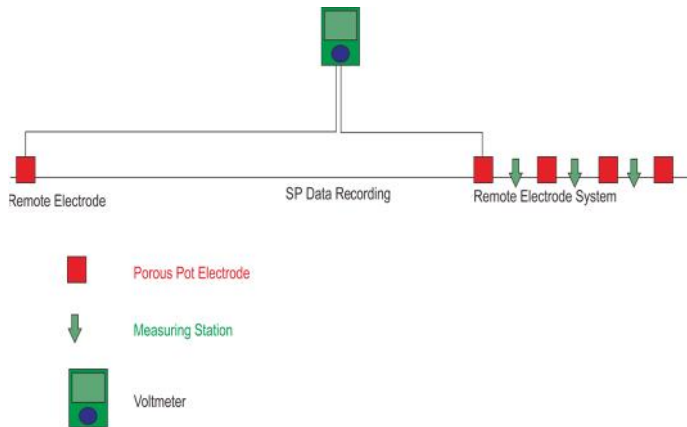 Remote Electrode
SP Data Recording
Remote Electrode System
Porous Pot Electrode
Measuring Station
Voltmeter